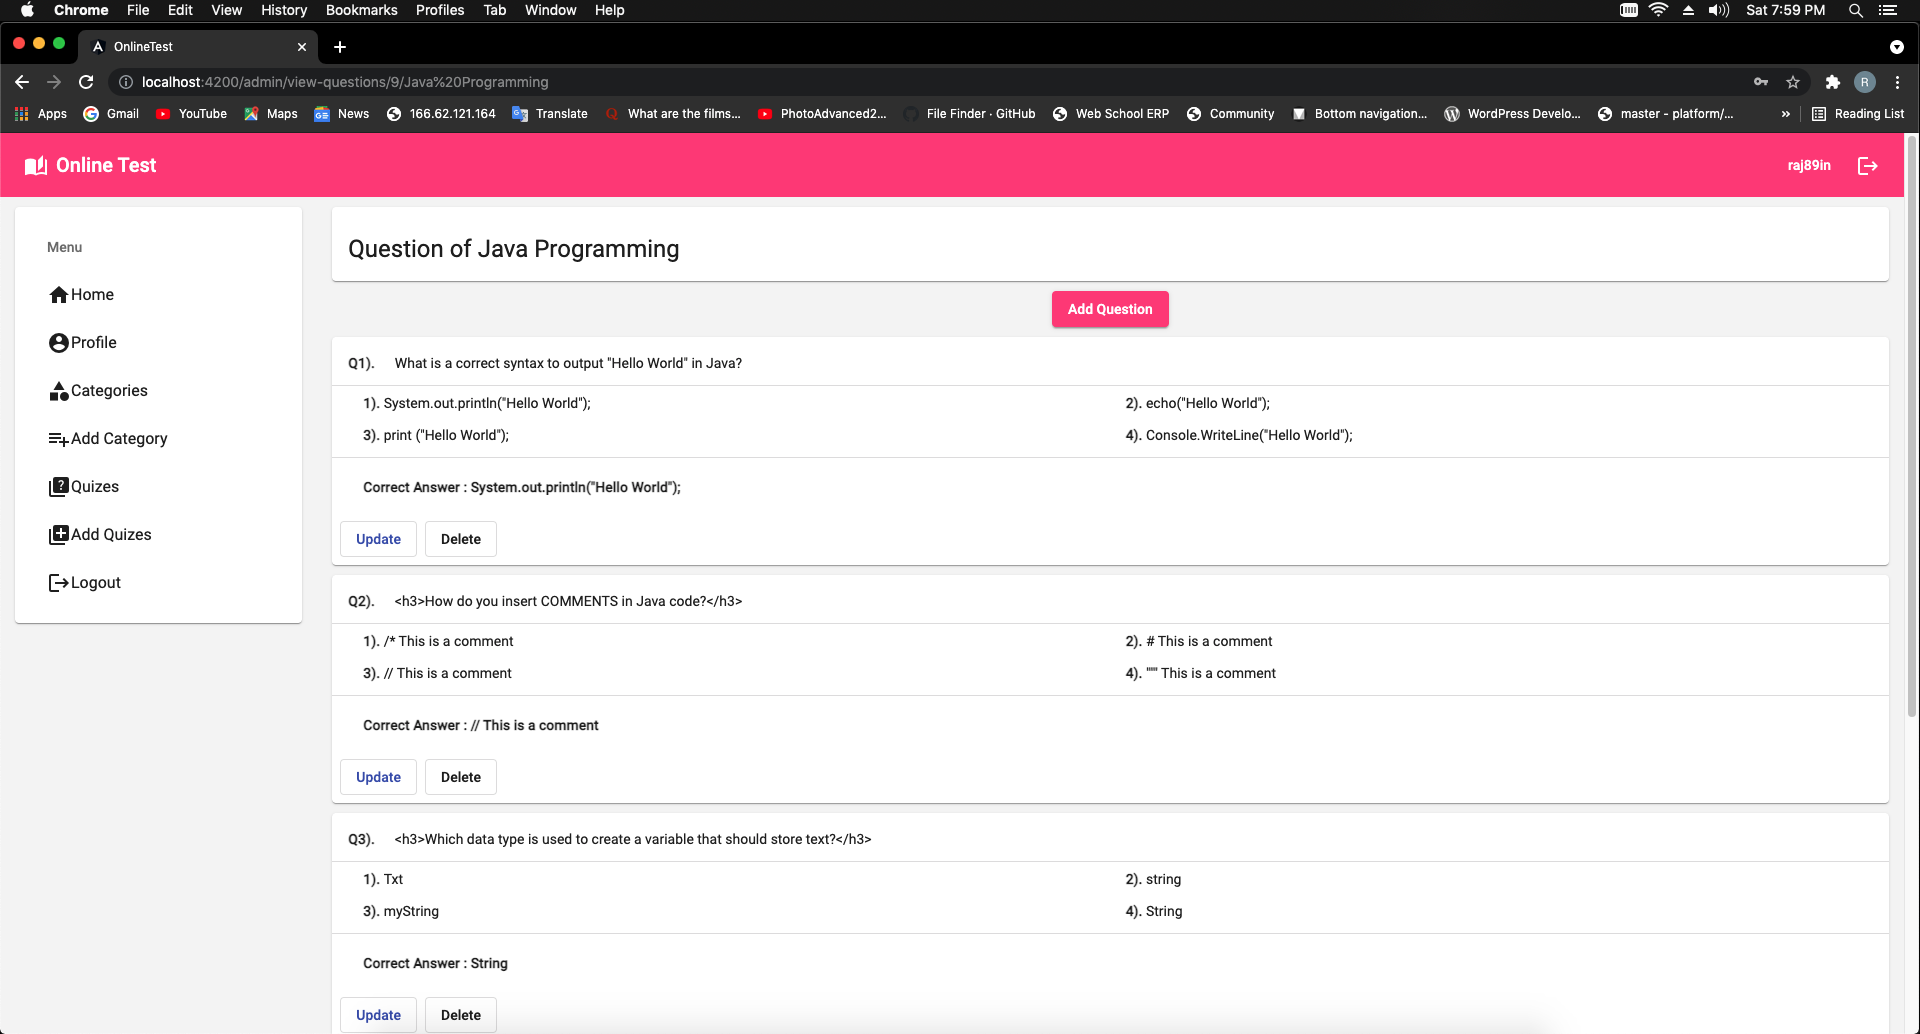 Chrome File Edit View History Bookmarks Profiles Tab Window Help Sat 7:59 PM
OnlineTest
localhost:4200/admin/view-questions/9/Java%20Programming R
Apps Gmail YouTube Maps News 166.62.121.164 Translate What are the films... PhotoAdvanced2... File Finder · GitHub Web School ERP Community Bottom navigation... WordPress Develo... master - platform/... » Reading List
Online Test raj89in
Menu
Home
Profile
Categories
Add Category
Quizes
Add Quizes
Logout
Question of Java Programming
Add Question
Q1). What is a correct syntax to output "Hello World" in Java?
1). System.out.println("Hello World"); 2). echo("Hello World");
3). print ("Hello World"); 4). Console.WriteLine("Hello World");
Correct Answer : System.out.println("Hello World");
Update Delete
Q2). <h3>How do you insert COMMENTS in Java code?</h3>
1). /* This is a comment 2). # This is a comment
3). // This is a comment 4). """ This is a comment
Correct Answer : // This is a comment
Update Delete
Q3). <h3>Which data type is used to create a variable that should store text?</h3>
1). Txt 2). string
3). myString 4). String
Correct Answer : String
Update Delete